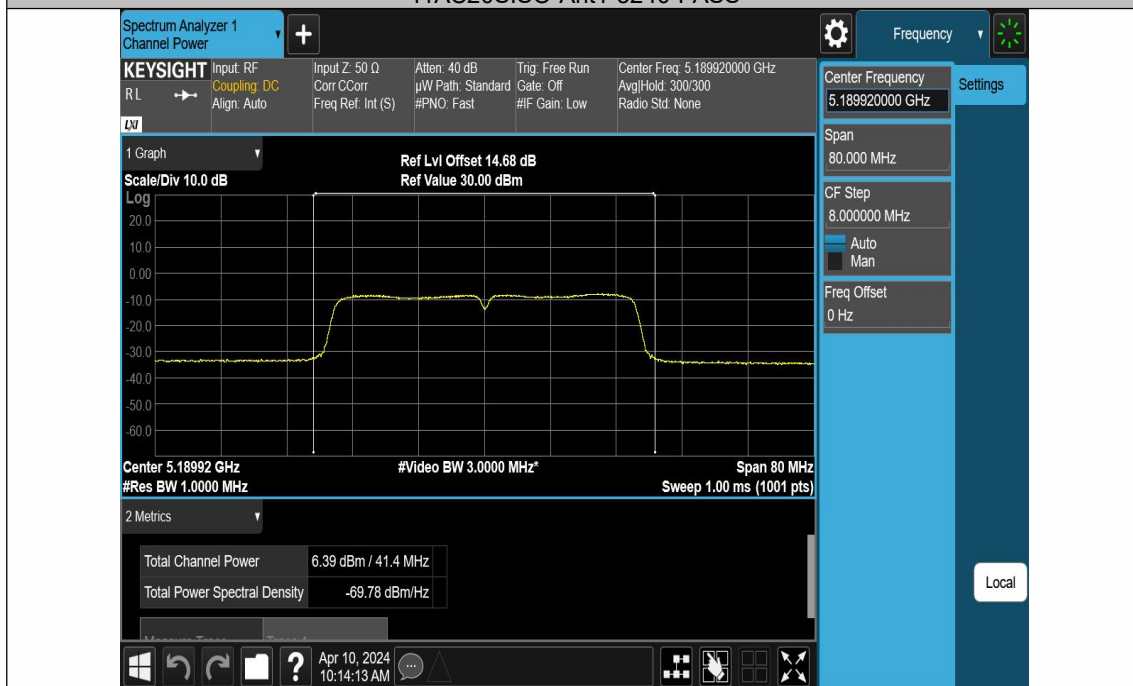 Spectrum Analyzer 1
Channel Power
Frequency
KEYSIGHT
RL
LXI
Input: RF
Coupling: DC
Align: Auto
Input Z: 50 Ω
Corr CCorr
Freq Ref: Int (S)
Atten: 40 dB
µW Path: Standard
#PNO: Fast
Trig: Free Run
Gate: Off
#IF Gain: Low
Center Freq: 5.189920000 GHz
Avg|Hold: 300/300
Radio Std: None
Center Frequency
5.189920000 GHz
Settings
Span
80.000 MHz
CF Step
8.000000 MHz
Auto
Man
Freq Offset
0 Hz
Local
1 Graph
Ref Lvl Offset 14.68 dB
Scale/Div 10.0 dB
Ref Value 30.00 dBm
Log
20.0
10.0
0.00
-10.0
-20.0
-30.0
-40.0
-50.0
-60.0
Center 5.18992 GHz
#Video BW 3.0000 MHz*
Span 80 MHz
#Res BW 1.0000 MHz
Sweep 1.00 ms (1001 pts)
2 Metrics
Total Channel Power 6.39 dBm / 41.4 MHz
Total Power Spectral Density -69.78 dBm/Hz
?
Apr 10, 2024
10:14:13 AM